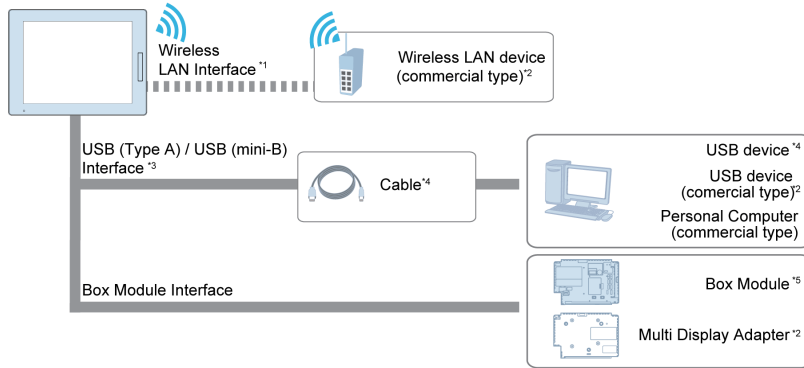 Wireless
LAN Interface *1
Wireless LAN device
(commercial type)*2
USB (Type A) / USB (mini-B)
Interface *3
Cable*4
USB device *4
USB device
(comercial type)*2
Personal Computer
(commercial type)
Box Module Interface
Box Module *5
Multi Display Adapter *2